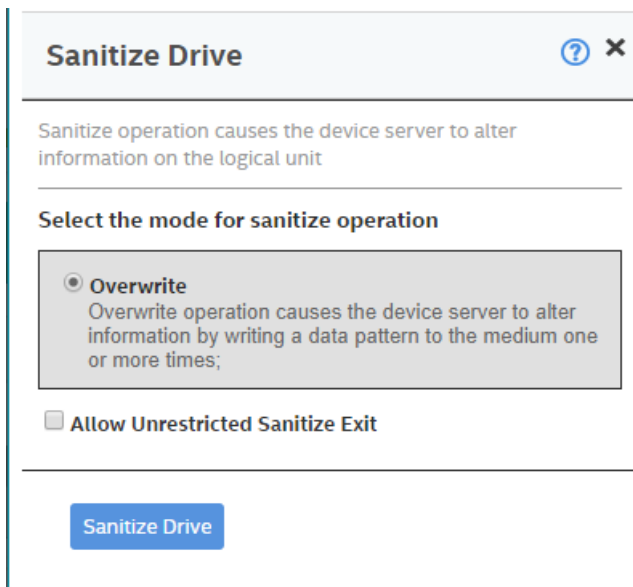 Sanitize Drive
Sanitize operation causes the device server to alter
information on the logical unit
Select the mode for sanitize operation
Overwrite
Overwrite operation causes the device server to alter
information by writing a data pattern to the medium one
or more times;
Allow Unrestricted Sanitize Exit
Sanitize Drive